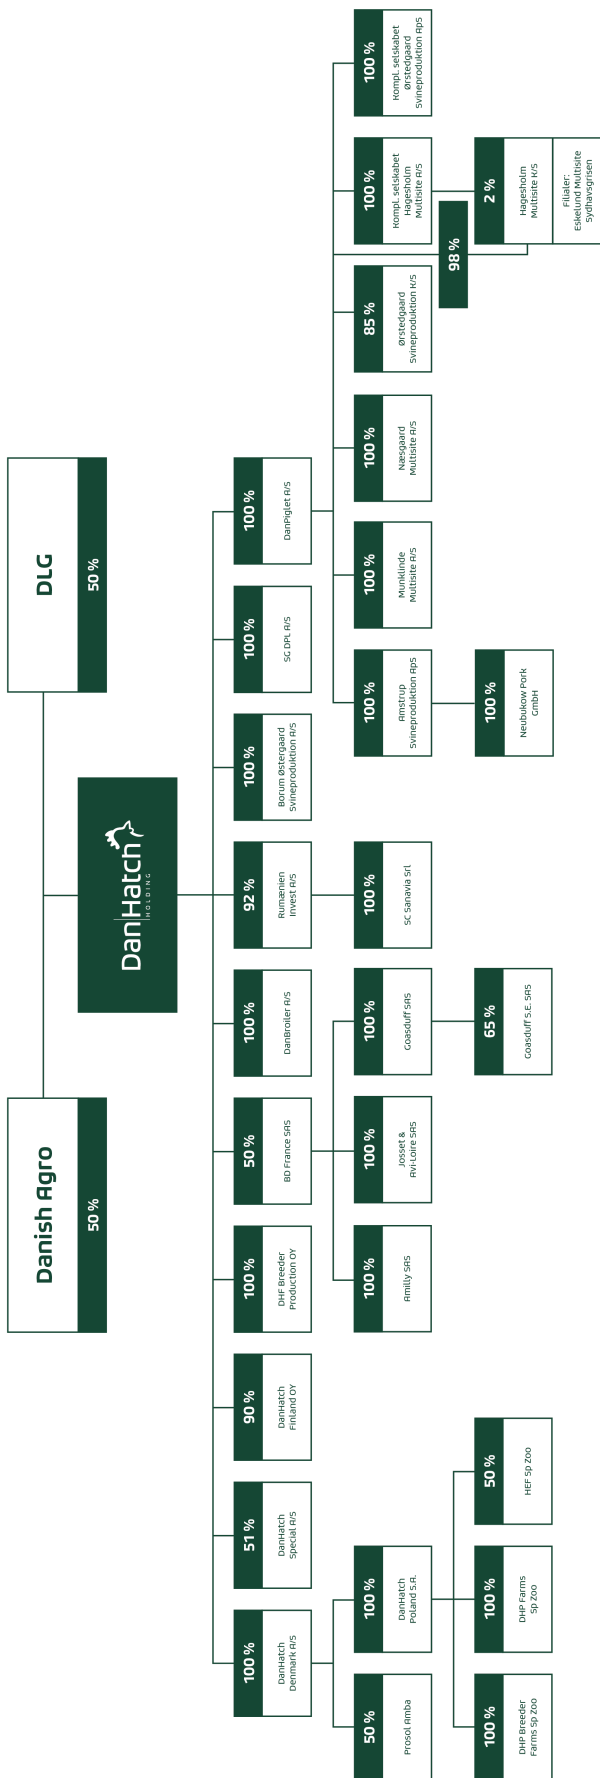 Danish Agro
50 %
DLG
50 %
DanHatch
HOLDING
100 %
DanHatch
Denmark A/S
51 %
DanHatch
Special A/S
90 %
DanHatch
Finland OY
100 %
DHF Breeder
Production OY
50 %
BD France SAS
100 %
DanBroiler A/S
92 %
Rumænien
Invest A/S
100 %
Borum Østergaard
Svineproduktion A/S
100 %
SG DPL A/S
100 %
DanPiglet A/S
50 %
Prosol Amba
100 %
DanHatch
Poland S.A.
100 %
Amilly SAS
100 %
Josset &
Avi-Loire SAS
100 %
Goasduff SAS
100 %
SC Sanavia Srl
100 %
Amstrup
Svineproduktion ApS
100 %
Munklinde
Multisite A/S
100 %
Næsgaard
Multisite A/S
85 %
Ørstedgaard
Svineproduktion K/S
100 %
Kompl. selskabet
Hagesholm
Multisite A/S
100 %
Kompl. selskabet
Ørstedgaard
Svineproduktion ApS
98 %
100 %
DHP Breeder
Farms Sp Zoo
100 %
DHP Farms
Sp Zoo
50 %
HEF Sp Zoo
65 %
Goasduff S.E. SAS
100 %
Neubukow Pork
GmbH
2 %
Hagesholm
Multisite K/S
Filialer:
Eskelund Multisite
Sydhavsgrisen